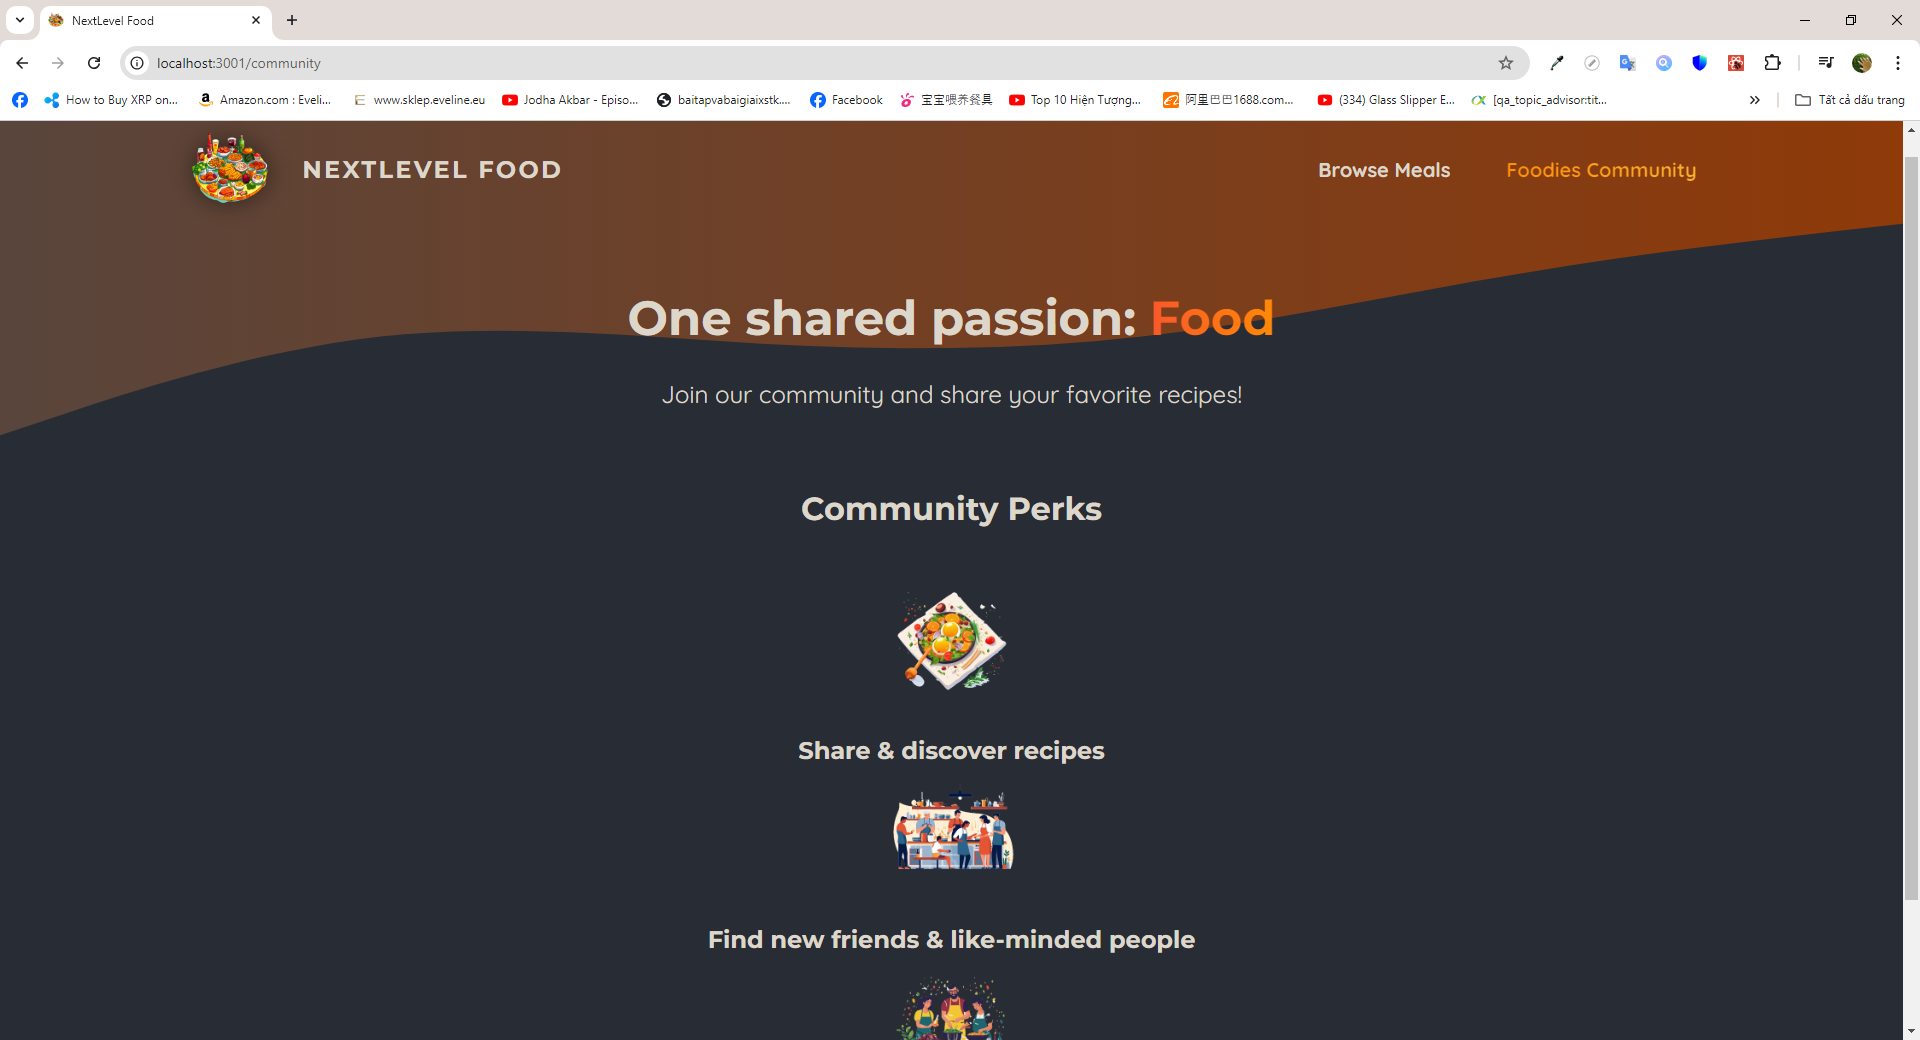 NextLevel Food
localhost:3001/community
How to Buy XRP on...
Amazon.com : Eveli...
www.sklep.eveline.eu
Jodha Akbar - Episo...
baitapvabaigiaixstk....
Facebook
宝宝喂养餐具
Top 10 Hiện Tượng...
阿里巴巴1688.com...
(334) Glass Slipper E...
[qa_topic_advisor:tit...
Tất cả dấu trang
NEXTLEVEL FOOD
Browse Meals
Foodies Community
One shared passion: Food
Join our community and share your favorite recipes!
Community Perks
Share & discover recipes
Find new friends & like-minded people